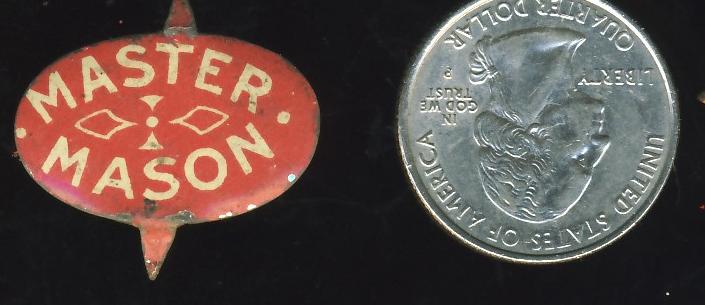 MASTER
MASON
UNITED STATES OF AMERICA
LIBERTY
IN
GOD WE
TRUST
P
QUARTER DOLLAR